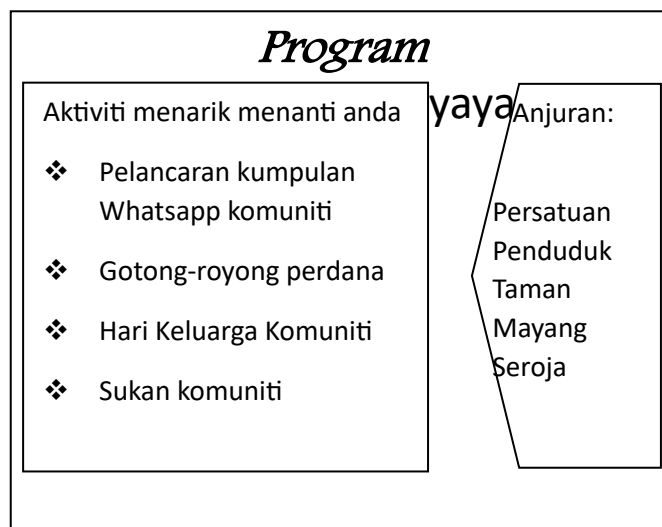 Program
yaya
Aktiviti menarik menanti anda
❖ Pelancaran kumpulan
Whatsapp komuniti
❖ Gotong-royong perdana
❖ Hari Keluarga Komuniti
❖ Sukan komuniti
Anjuran:
Persatuan
Penduduk
Taman
Mayang
Seroja